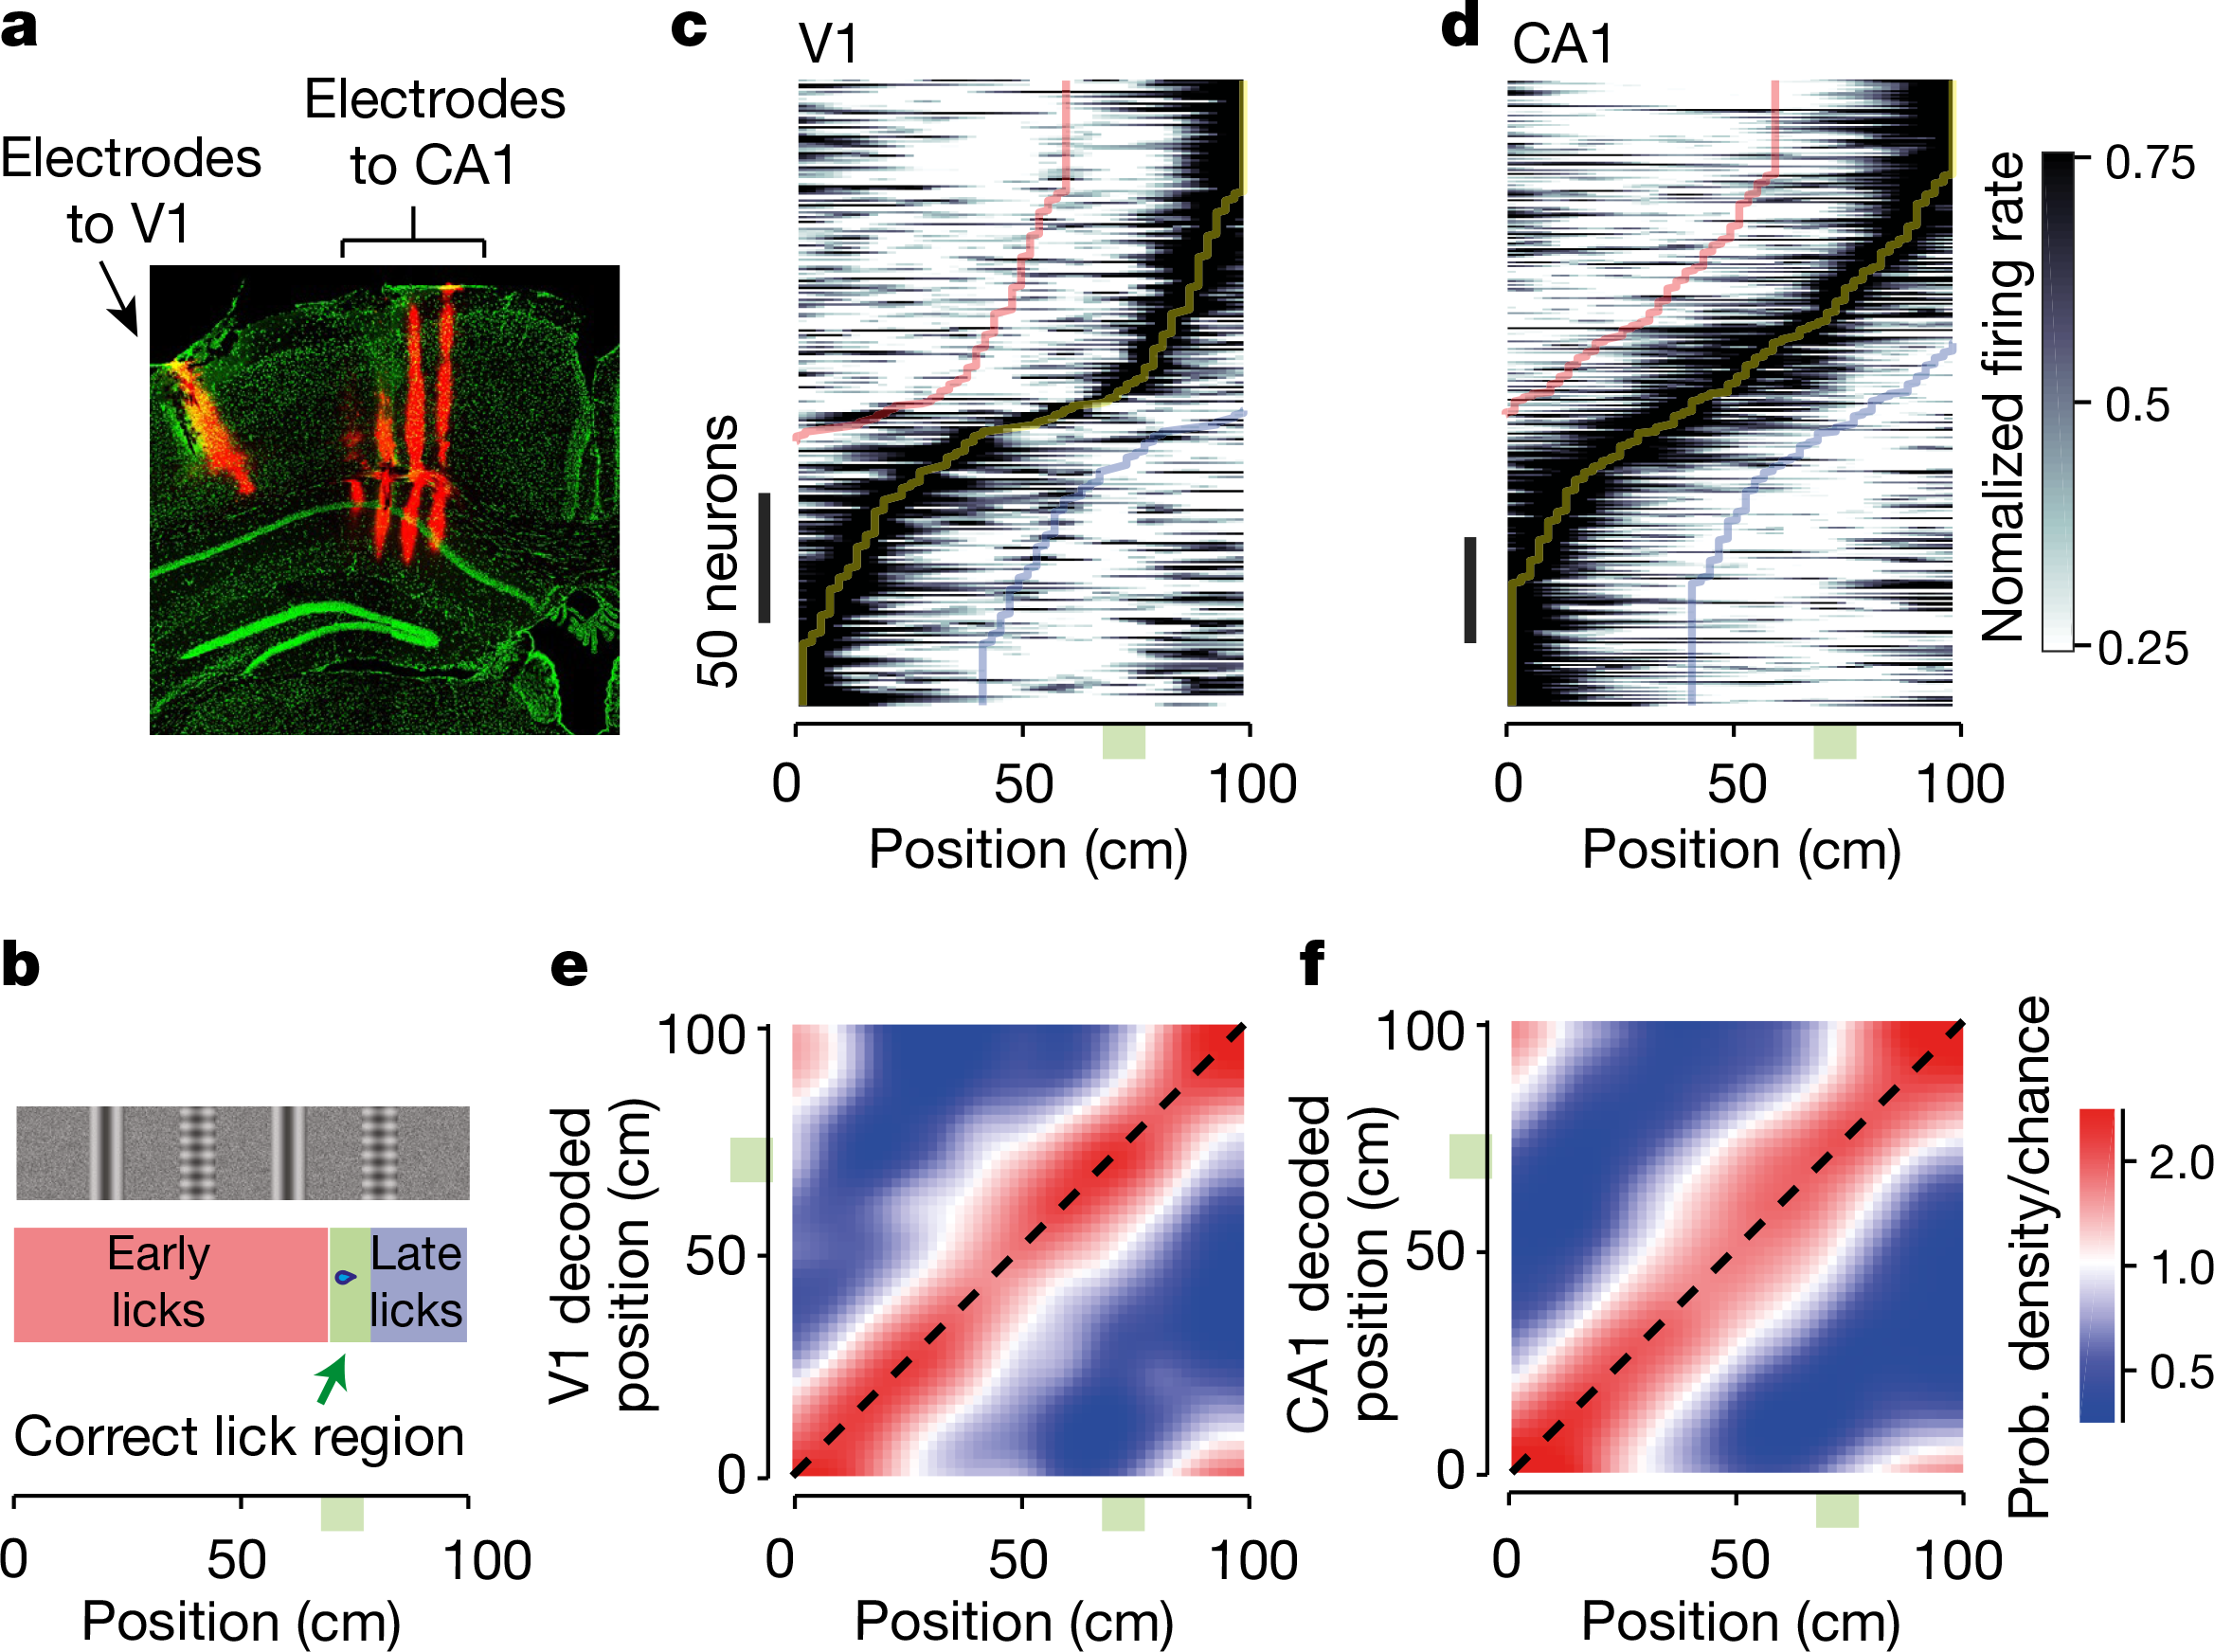 a
Electrodes
to CA1
Electrodes
to V1
c
V1
50 neurons
0
50
100
Position (cm)
d
CA1
0
50
100
Position (cm)
Nomalized firing rate
0.75
0.5
0.25
b
Early
licks
Late
licks
Correct lick region
0
50
100
Position (cm)
e
V1 decoded
position (cm)
100
50
0
0
50
100
Position (cm)
f
CA1 decoded
position (cm)
100
50
0
0
50
100
Position (cm)
Prob. density/chance
2.0
1.0
0.5